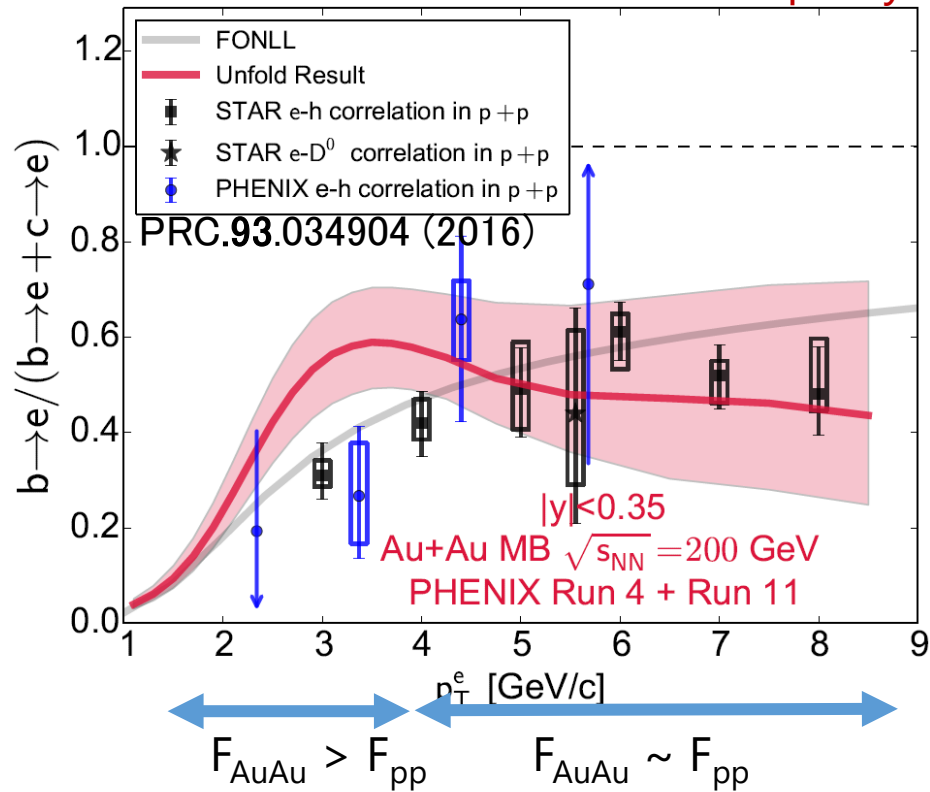 1.2
1.0
0.8
0.6
0.4
0.2
0.0
b→e/(b→e+c→e)
FONLL
Unfold Result
STAR e-h correlation in p+p
STAR e-D⁰ correlation in p+p
PHENIX e-h correlation in p+p
PRC.93.034904 (2016)
|y|<0.35
Au+Au MB √s_NN =200 GeV
PHENIX Run 4 + Run 11
1 2 3 4 5 6 7 8 9
p_T^e [GeV/c]
F_AuAu > F_pp F_AuAu ~ F_pp